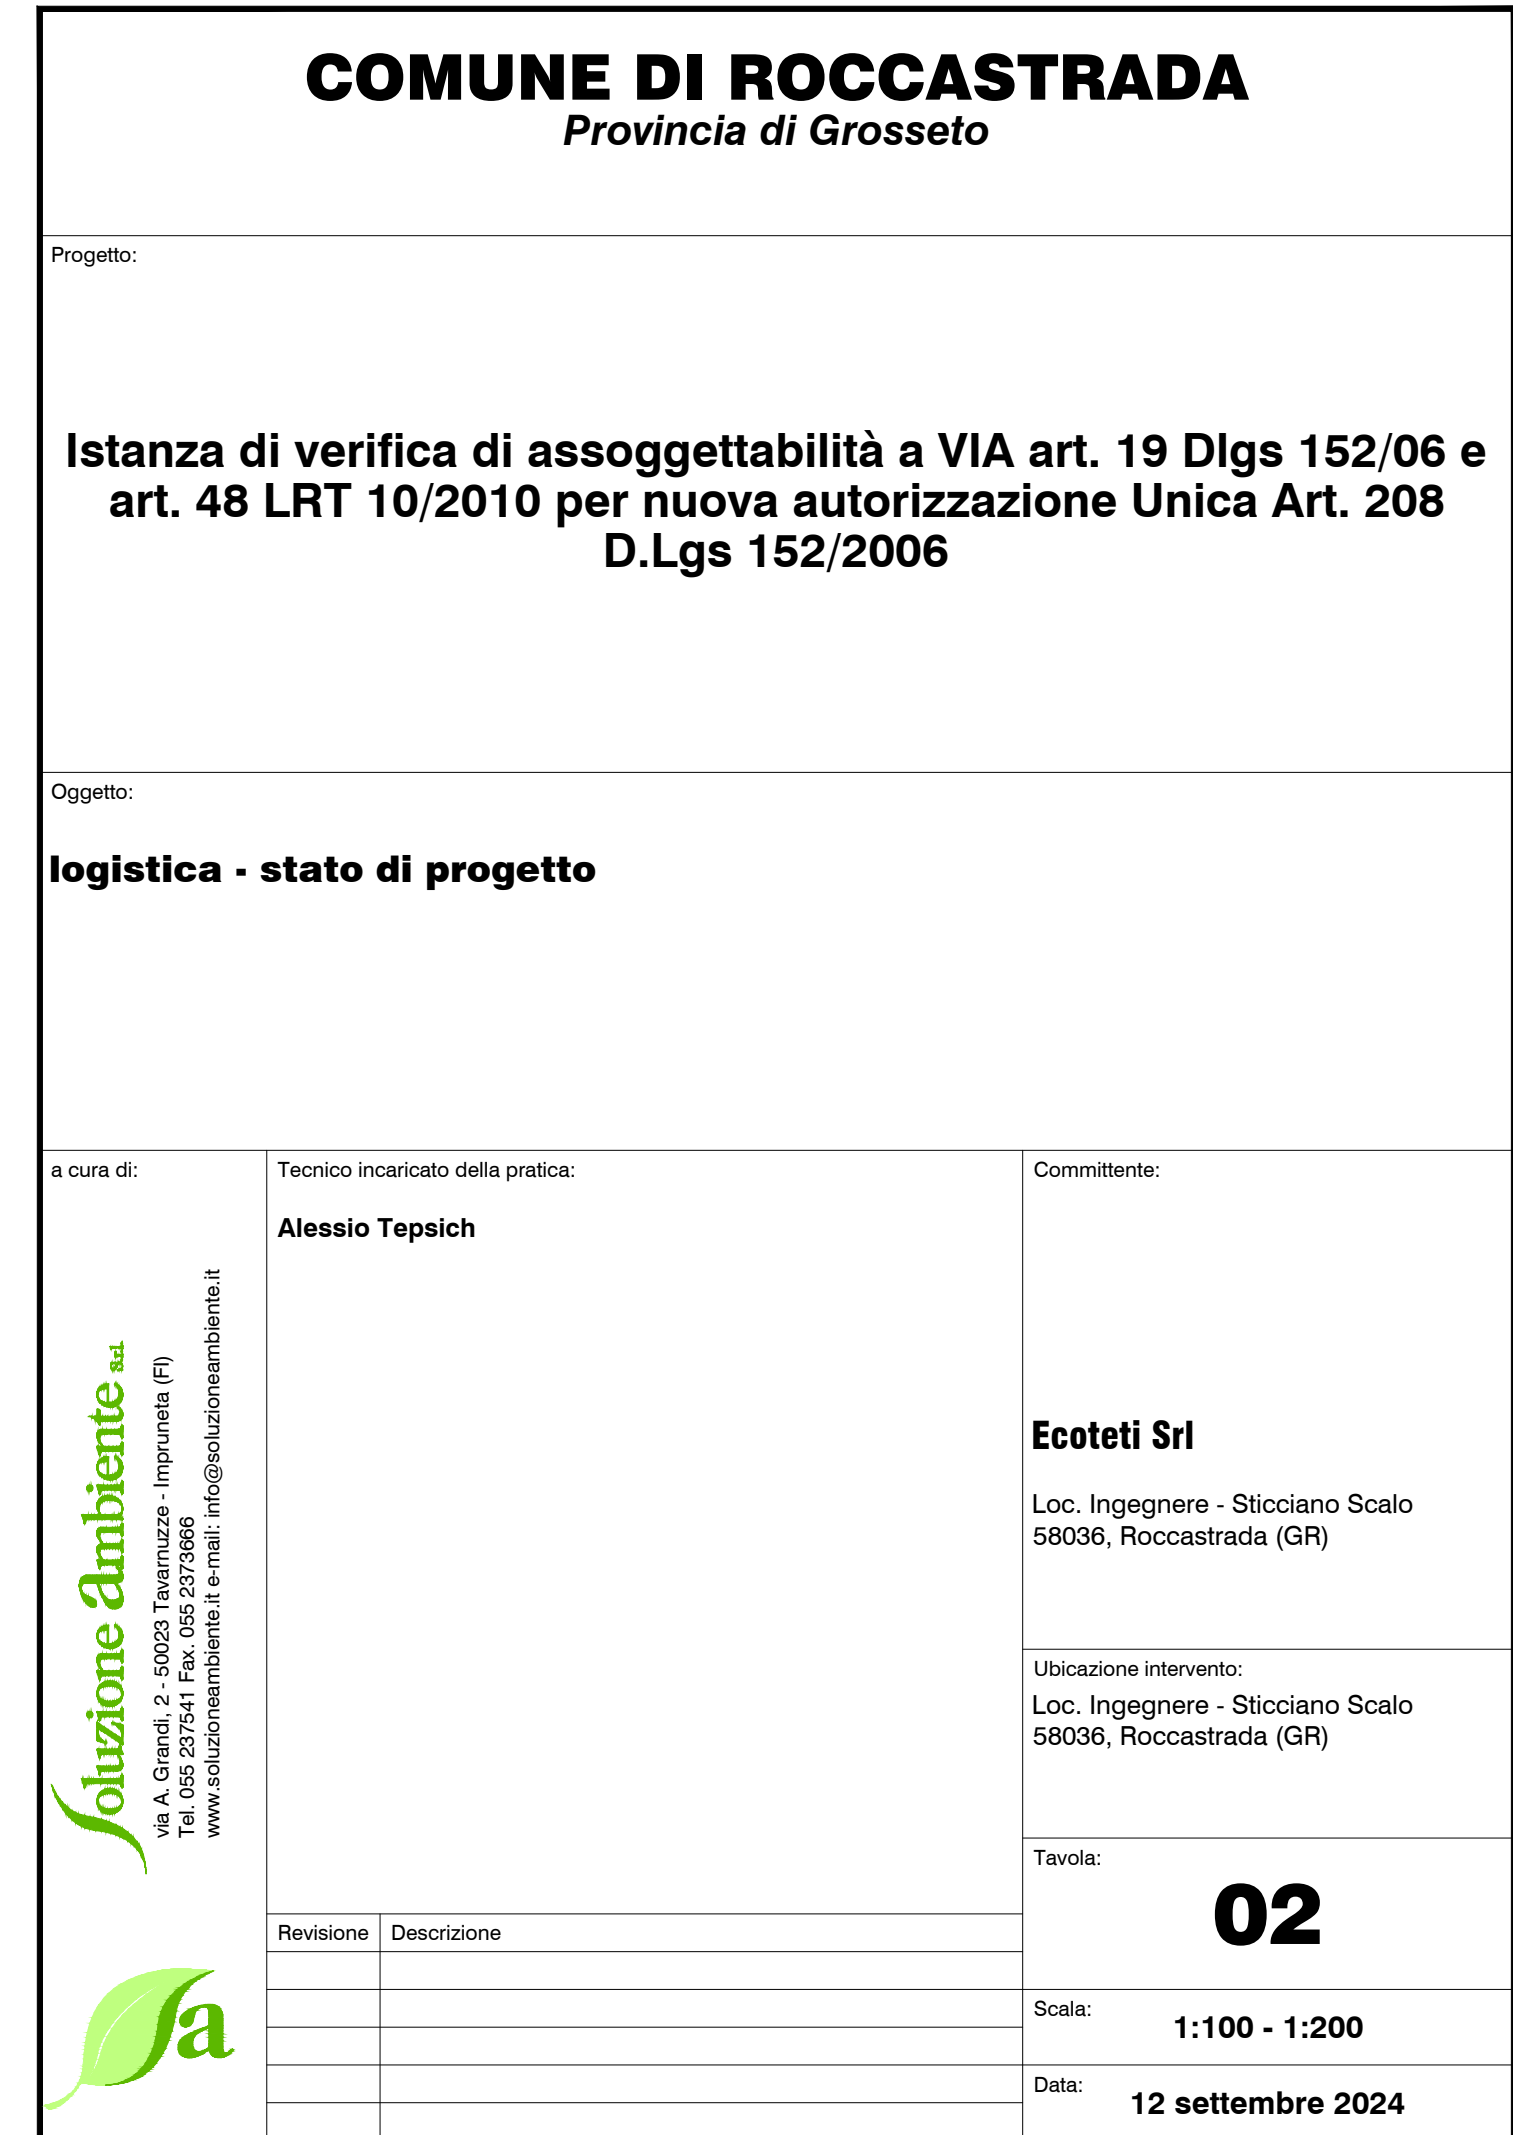 COMUNE DI ROCCASTRADA
Provincia di Grosseto
Progetto:
Istanza di verifica di assoggettabilità a VIA art. 19 Dlgs 152/06 e
art. 48 LRT 10/2010 per nuova autorizzazione Unica Art. 208
D.Lgs 152/2006
Oggetto:
logistica - stato di progetto
a cura di:
Soluzione ambiente s.r.l.
via A. Grandi, 2 - 50023 Tavarnuzze - Impruneta (FI)
Tel. 055 237541 Fax. 055 2373666
www.soluzioneambiente.it e-mail: info@soluzioneambiente.it
Sa
Tecnico incaricato della pratica:
Alessio Tepsich
Revisione Descrizione
Committente:
Ecoteti Srl
Loc. Ingegnere - Sticciano Scalo
58036, Roccastrada (GR)
Ubicazione intervento:
Loc. Ingegnere - Sticciano Scalo
58036, Roccastrada (GR)
Tavola:
02
Scala:
1:100 - 1:200
Data:
12 settembre 2024